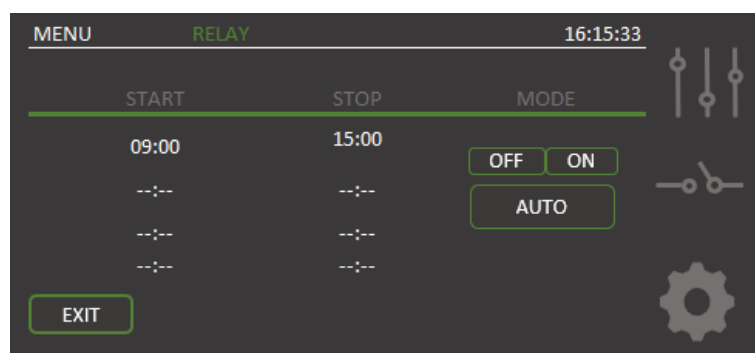 MENU RELAY 16:15:33
START STOP MODE
09:00 15:00
OFF ON
--:-- --:--
AUTO
--:-- --:--
--:-- --:--
EXIT